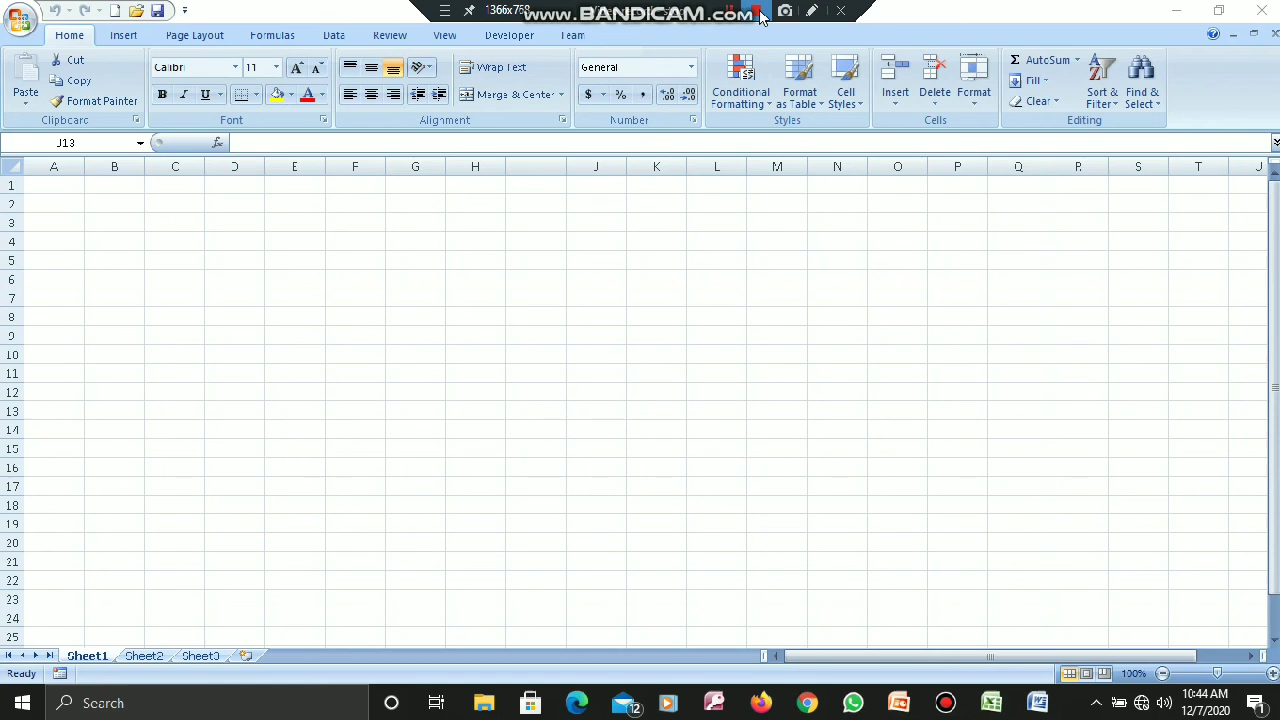 1366x768
www.BANDICAM.com
Home Insert Page Layout Formulas Data Review View Developer Team
Cut
Copy
Format Painter
Paste
Clipboard
Calibri 11
Font
Wrap Text
Merge & Center
Alignment
General
Number
Conditional Formatting
Format as Table
Cell Styles
Styles
Insert Delete Format
Cells
AutoSum
Fill
Clear
Sort & Filter
Find & Select
Editing
J13
A B C D E F G H J K L M N O P Q R S T
1
2
3
4
5
6
7
8
9
10
11
12
13
14
15
16
17
18
19
20
21
22
23
24
25
Sheet1 Sheet2 Sheet3
Ready 100%
Search
12
10:44 AM
12/7/2020
1